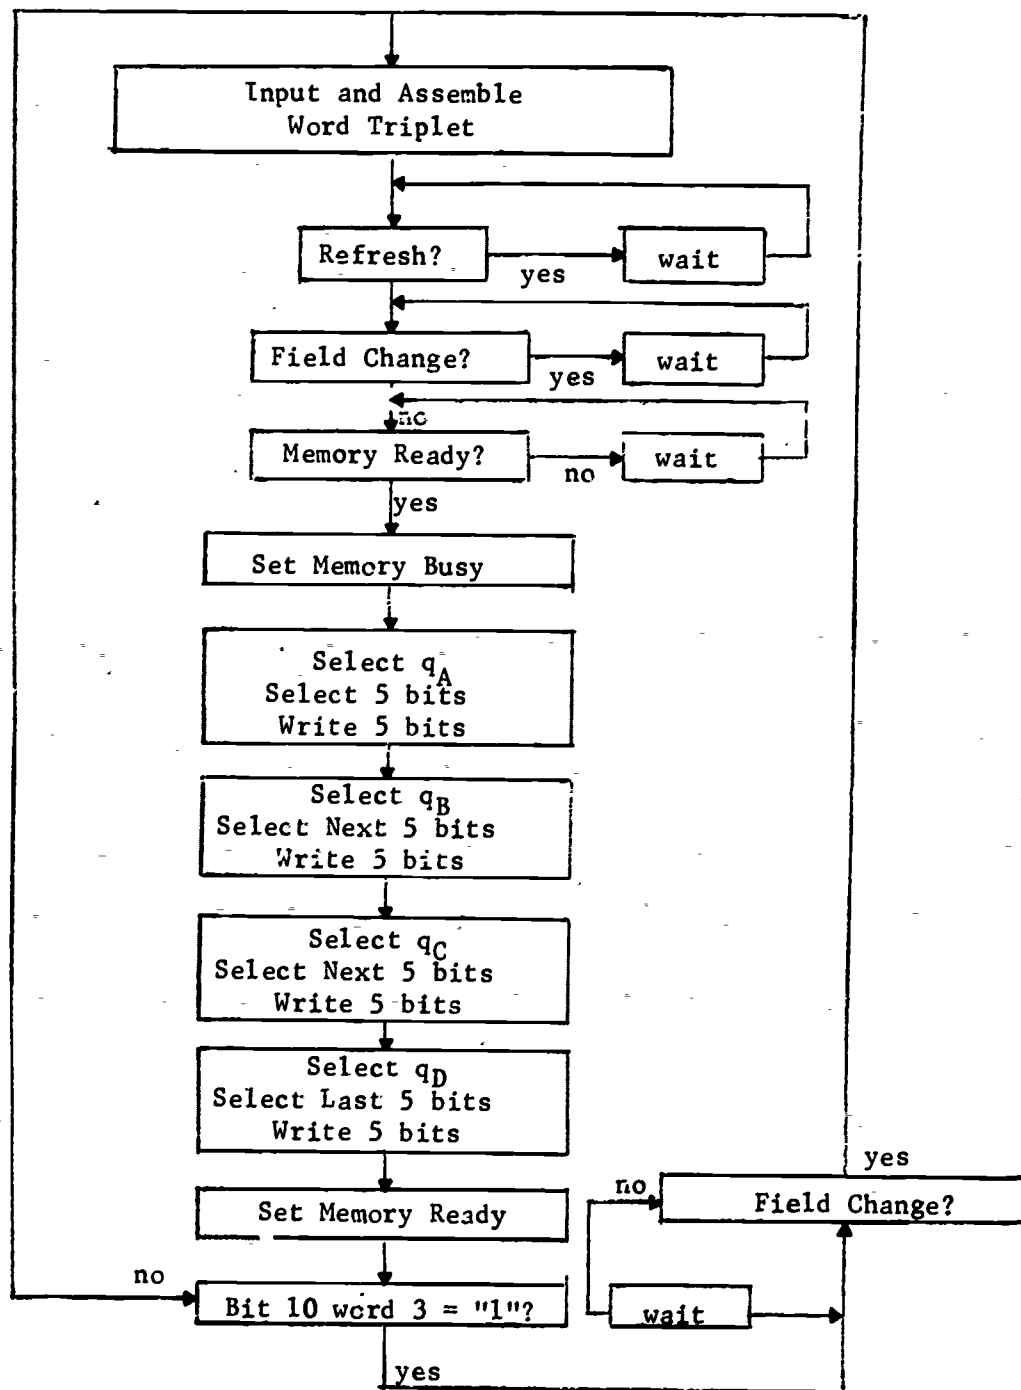 Input and Assemble
Word Triplet
Refresh?
yes
wait
Field Change?
yes
wait
no
Memory Ready?
no
wait
yes
Set Memory Busy
Select qA
Select 5 bits
Write 5 bits
Select qB
Select Next 5 bits
Write 5 bits
Select qC
Select Next 5 bits
Write 5 bits
Select qD
Select Last 5 bits
Write 5 bits
yes
no
Field Change?
Set Memory Ready
no
Bit 10 word 3 = "1"?
wait
yes